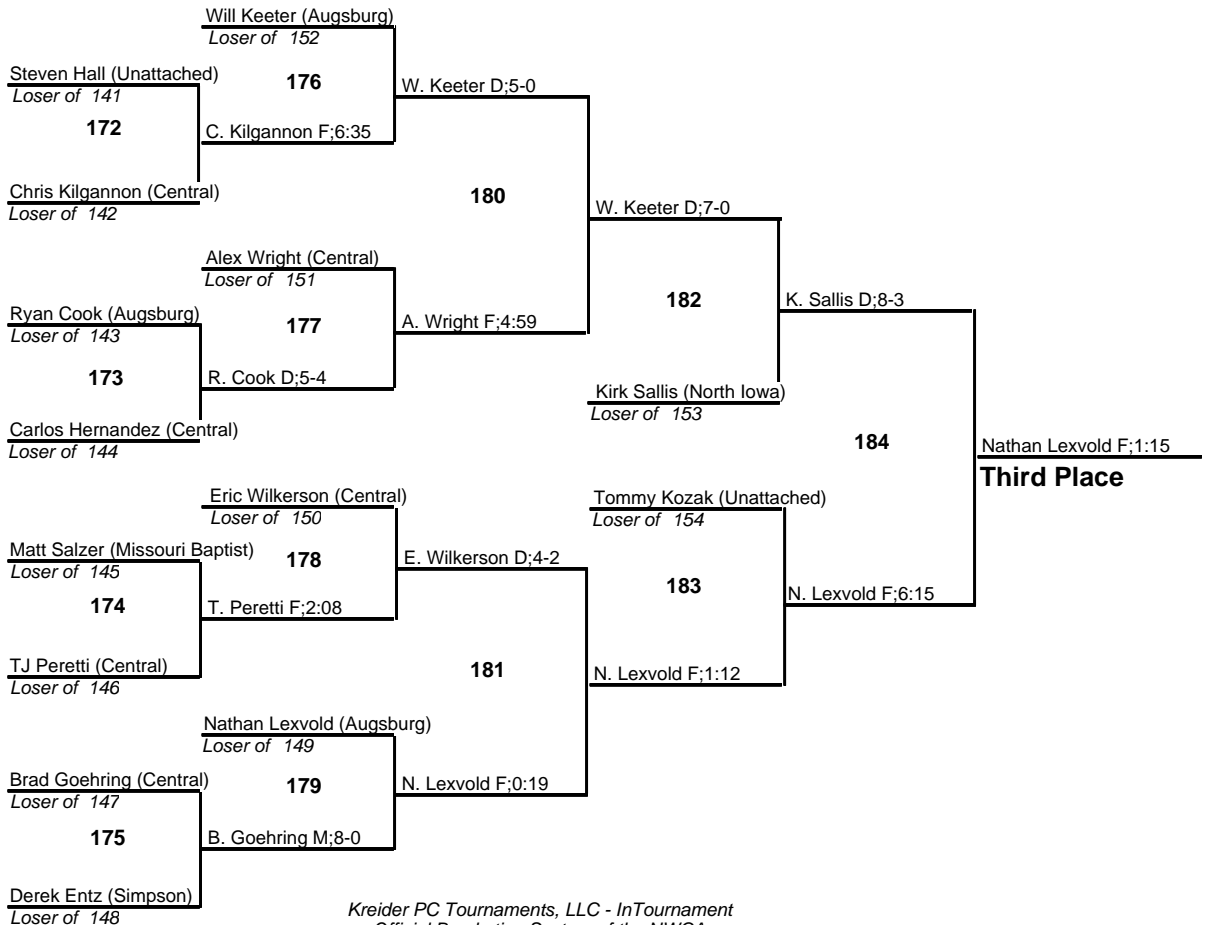 Will Keeter (Augsburg)
Loser of 152
Steven Hall (Unattached)
Loser of 141
176
W. Keeter D;5-0
172
C. Kilgannon F;6:35
Chris Kilgannon (Central)
Loser of 142
180
W. Keeter D;7-0
Alex Wright (Central)
Loser of 151
Ryan Cook (Augsburg)
Loser of 143
177
A. Wright F;4:59
182
K. Sallis D;8-3
173
R. Cook D;5-4
Kirk Sallis (North Iowa)
Loser of 153
Carlos Hernandez (Central)
Loser of 144
184
Nathan Lexvold F;1:15
Third Place
Eric Wilkerson (Central)
Loser of 150
Tommy Kozak (Unattached)
Loser of 154
Matt Salzer (Missouri Baptist)
Loser of 145
178
E. Wilkerson D;4-2
183
N. Lexvold F;6:15
174
T. Peretti F;2:08
TJ Peretti (Central)
Loser of 146
181
N. Lexvold F;1:12
Nathan Lexvold (Augsburg)
Loser of 149
Brad Goehring (Central)
Loser of 147
179
N. Lexvold F;0:19
175
B. Goehring M;8-0
Derek Entz (Simpson)
Loser of 148
Kreider PC Tournaments, LLC - InTournament